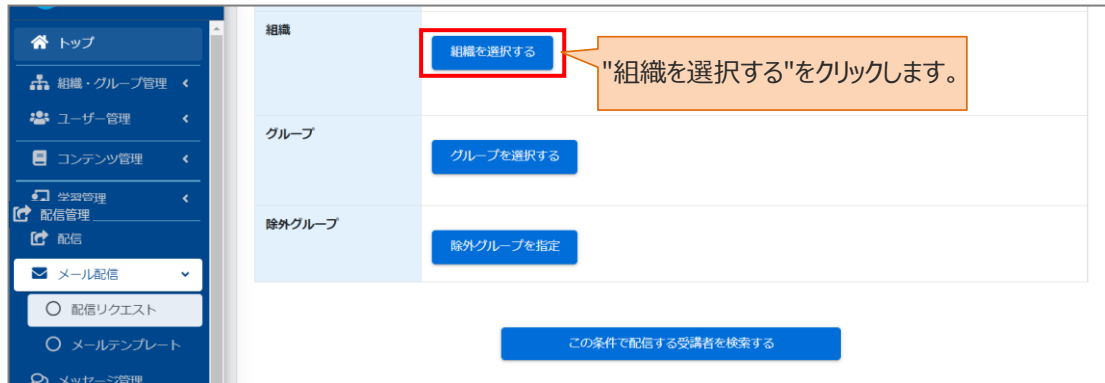 トップ
組織・グループ管理
ユーザー管理
コンテンツ管理
学習管理
配信管理
配信
メール配信
配信リクエスト
メールテンプレート
メッセージ管理
組織
組織を選択する
"組織を選択する"をクリックします。
グループ
グループを選択する
除外グループ
除外グループを指定
この条件で配信する受講者を検索する